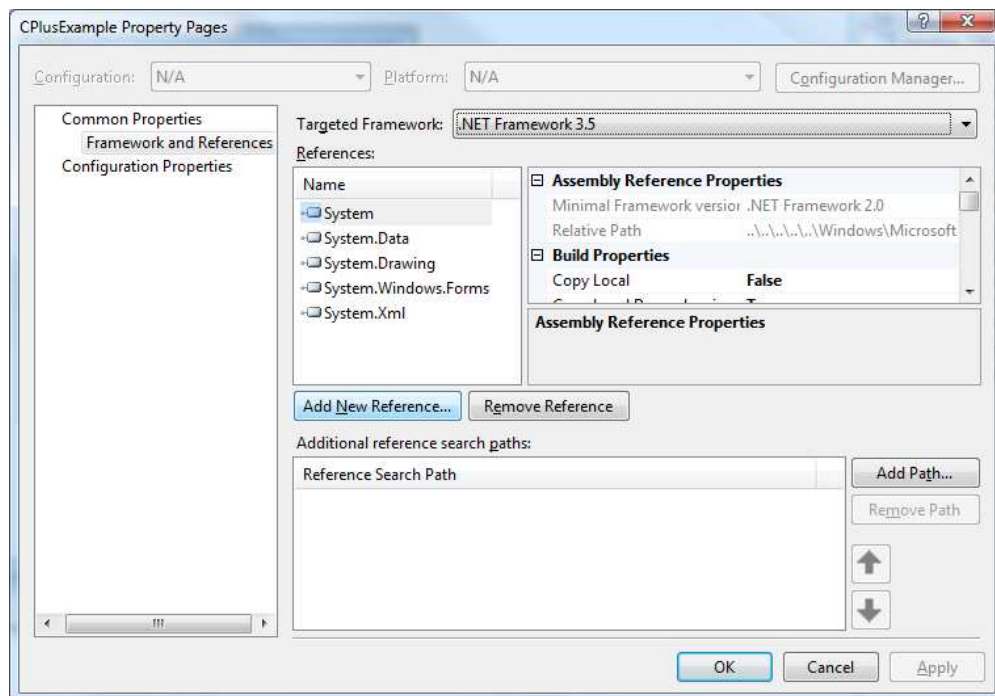 CPlusExample Property Pages
Configuration: N/A Platform: N/A Configuration Manager...
Common Properties
Framework and References
Configuration Properties
Targeted Framework: .NET Framework 3.5
References:
Name
System
System.Data
System.Drawing
System.Windows.Forms
System.Xml
Assembly Reference Properties
Minimal Framework version .NET Framework 2.0
Relative Path ..\..\..\..\..\Windows\Microsoft
Build Properties
Copy Local False
Assembly Reference Properties
Add New Reference... Remove Reference
Additional reference search paths:
Reference Search Path
Add Path...
Remove Path
OK Cancel Apply